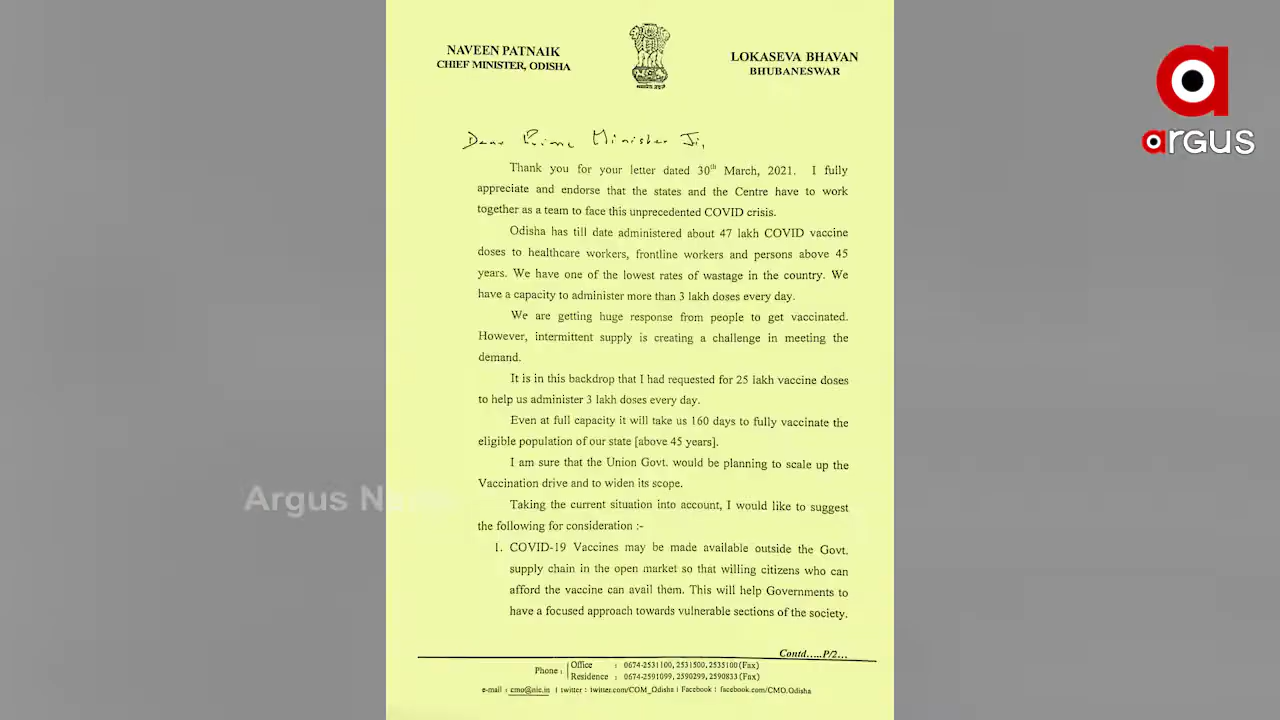 NAVEEN PATNAIK
CHIEF MINISTER, ODISHA
LOKASEVA BHAVAN
BHUBANESWAR
argus
Dear Prime Minister Ji,
Thank you for your letter dated 30th March, 2021. I fully
appreciate and endorse that the states and the Centre have to work
together as a team to face this unprecedented COVID crisis.
Odisha has till date administered about 47 lakh COVID vaccine
doses to healthcare workers, frontline workers and persons above 45
years. We have one of the lowest rates of wastage in the country. We
have a capacity to administer more than 3 lakh doses every day.
We are getting huge response from people to get vaccinated.
However, intermittent supply is creating a challenge in meeting the
demand.
It is in this backdrop that I had requested for 25 lakh vaccine doses
to help us administer 3 lakh doses every day.
Even at full capacity it will take us 160 days to fully vaccinate the
eligible population of our state [above 45 years].
I am sure that the Union Govt. would be planning to scale up the
Vaccination drive and to widen its scope.
Argus
Taking the current situation into account, I would like to suggest
the following for consideration :-
1. COVID-19 Vaccines may be made available outside the Govt.
supply chain in the open market so that willing citizens who can
afford the vaccine can avail them. This will help Governments to
have a focused approach towards vulnerable sections of the society.
Contd.....P/2...
Phone : Office : 0674-2531100, 2531500, 2535100 (Fax)
Residence : 0674-2591099, 2590299, 2590833 (Fax)
e-mail : cmo@nic.in | twitter : twitter.com/COM_Odisha | Facebook : facebook.com/CMO.Odisha